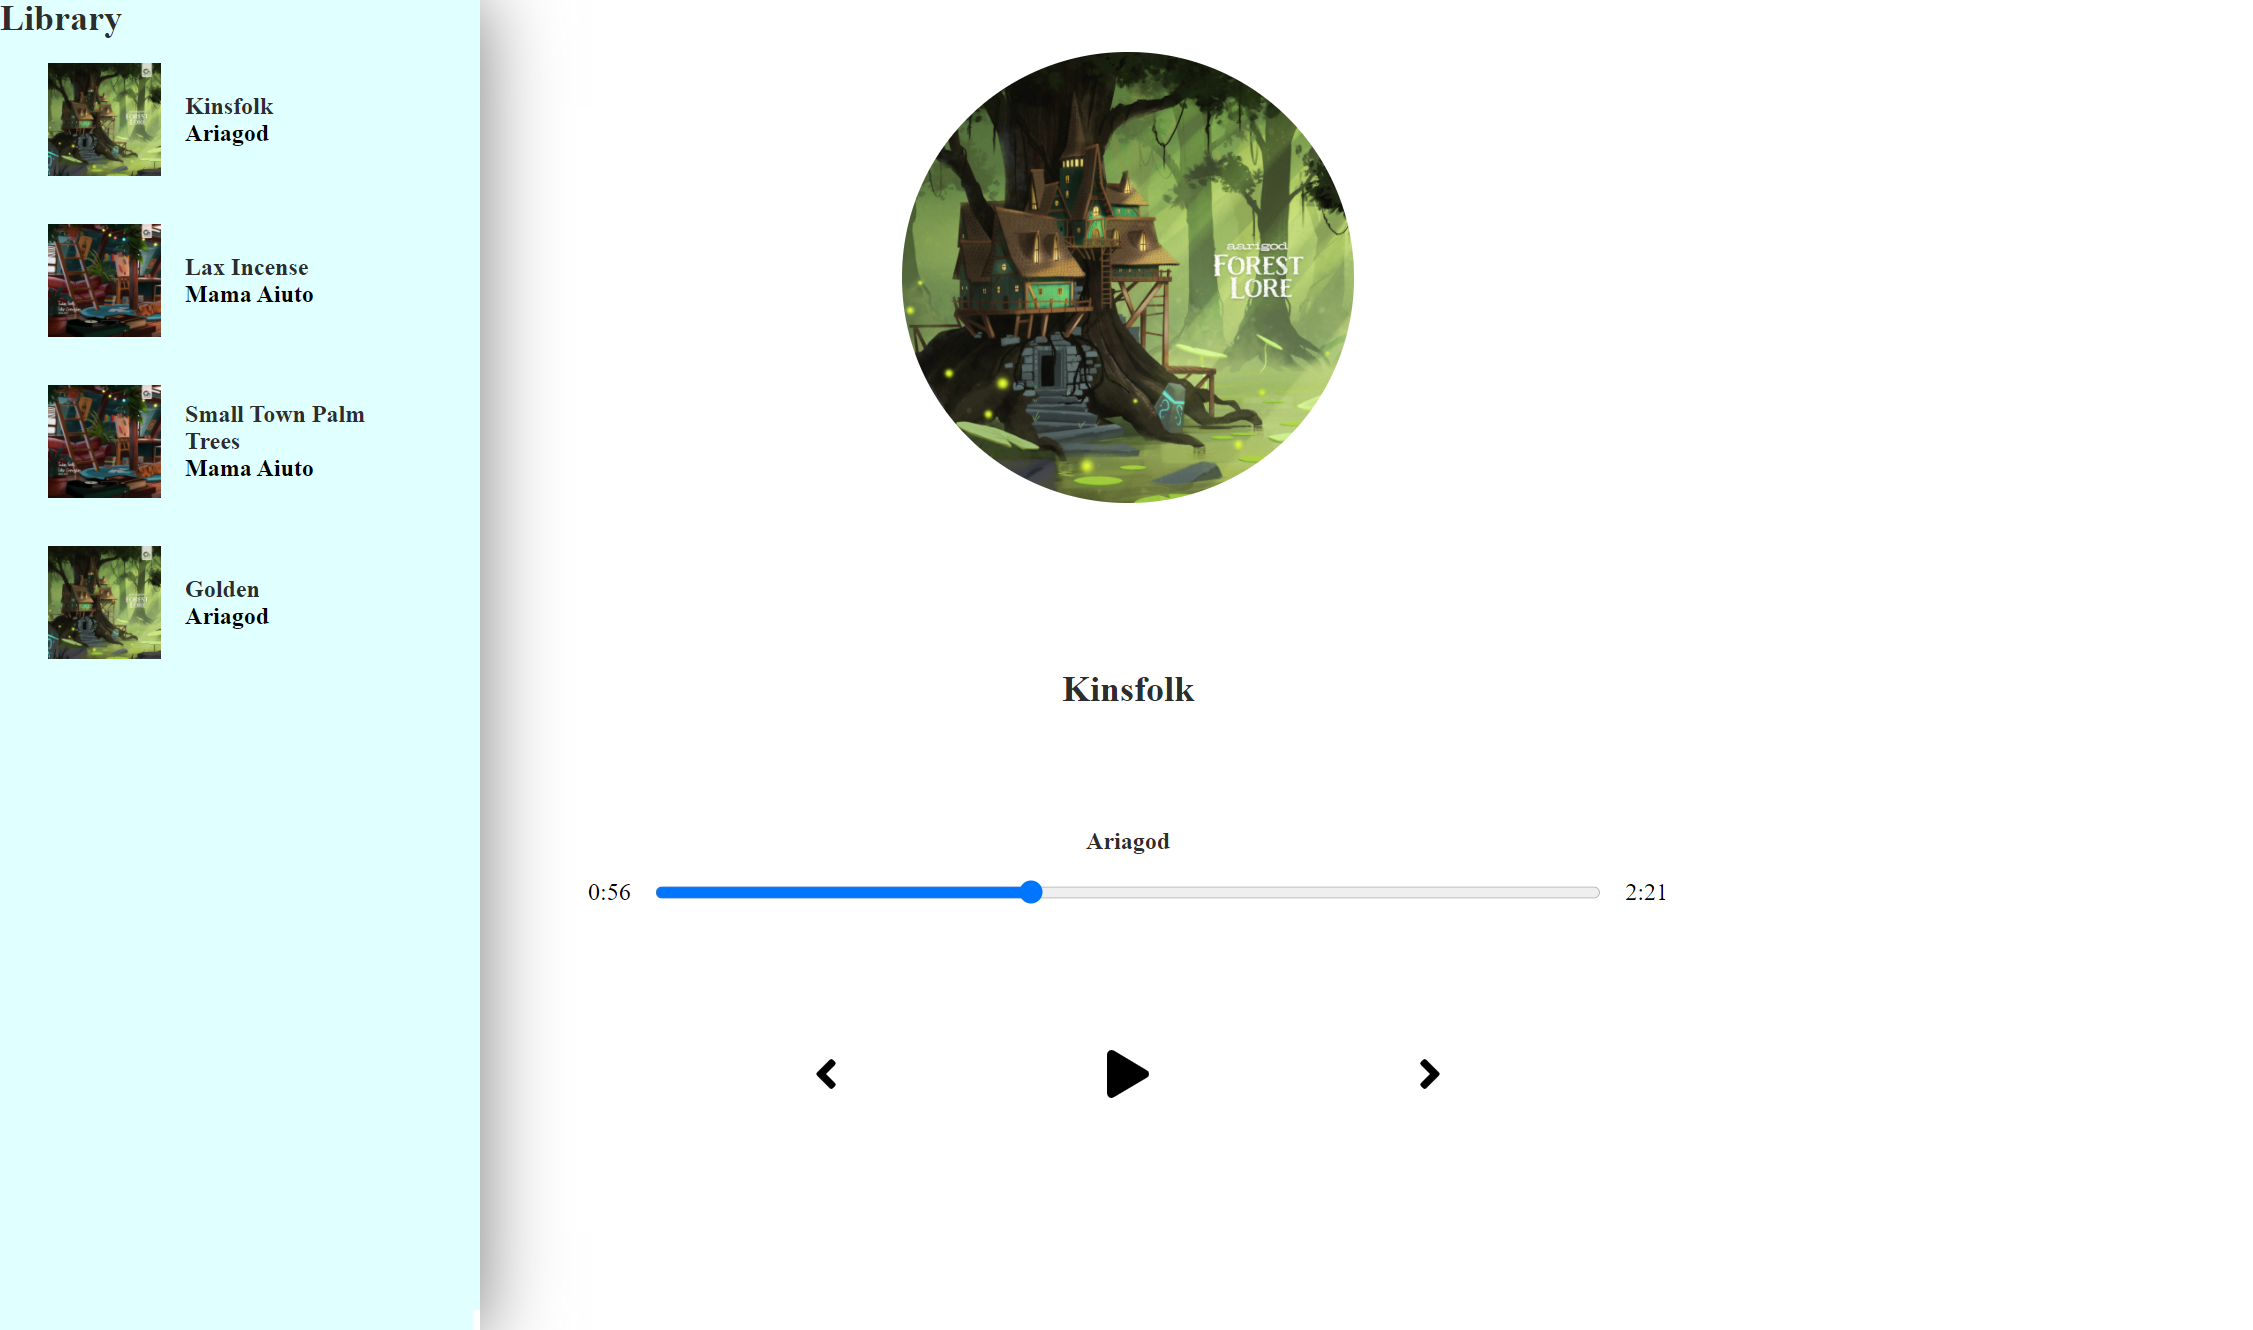 Library
Kinsfolk
Ariagod
Lax Incense
Mama Aiuto
Small Town Palm
Trees
Mama Aiuto
Golden
Ariagod
aarigod
FOREST
LORE
Kinsfolk
Ariagod
0:56
2:21